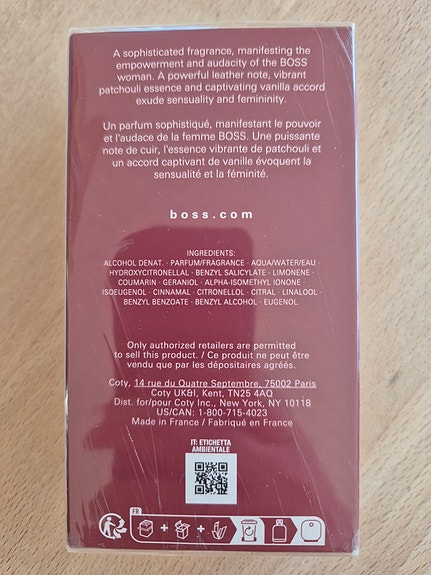 A sophisticated fragrance, manifesting the
empowerment and audacity of the BOSS
woman. A powerful leather note, vibrant
patchouli essence and captivating vanilla accord
exude sensuality and femininity.
Un parfum sophistiqué, manifestant le pouvoir
et l'audace de la femme BOSS. Une puissante
note de cuir, l'essence vibrante de patchouli et
un accord captivant de vanille évoquent la
sensualité et la féminité.
boss.com
INGREDIENTS:
ALCOHOL DENAT. · PARFUM/FRAGRANCE · AQUA/WATER/EAU ·
HYDROXYCITRONELLAL · BENZYL SALICYLATE · LIMONENE ·
COUMARIN · GERANIOL · ALPHA-ISOMETHYL IONONE ·
ISOEUGENOL · CINNAMAL · CITRONELLOL · CITRAL · LINALOOL ·
BENZYL BENZOATE · BENZYL ALCOHOL · EUGENOL.
Only authorized retailers are permitted
to sell this product. / Ce produit ne peut être
vendu que par les dépositaires agréés.
Coty, 14 rue du Quatre Septembre, 75002 Paris
Coty UK&I, Kent, TN25 4AQ
Dist. for/pour Coty Inc., New York, NY 10118
US/CAN: 1-800-715-4023
Made in France / Fabriqué en France
IT: ETICHETTA
AMBIENTALE
FR
+ +